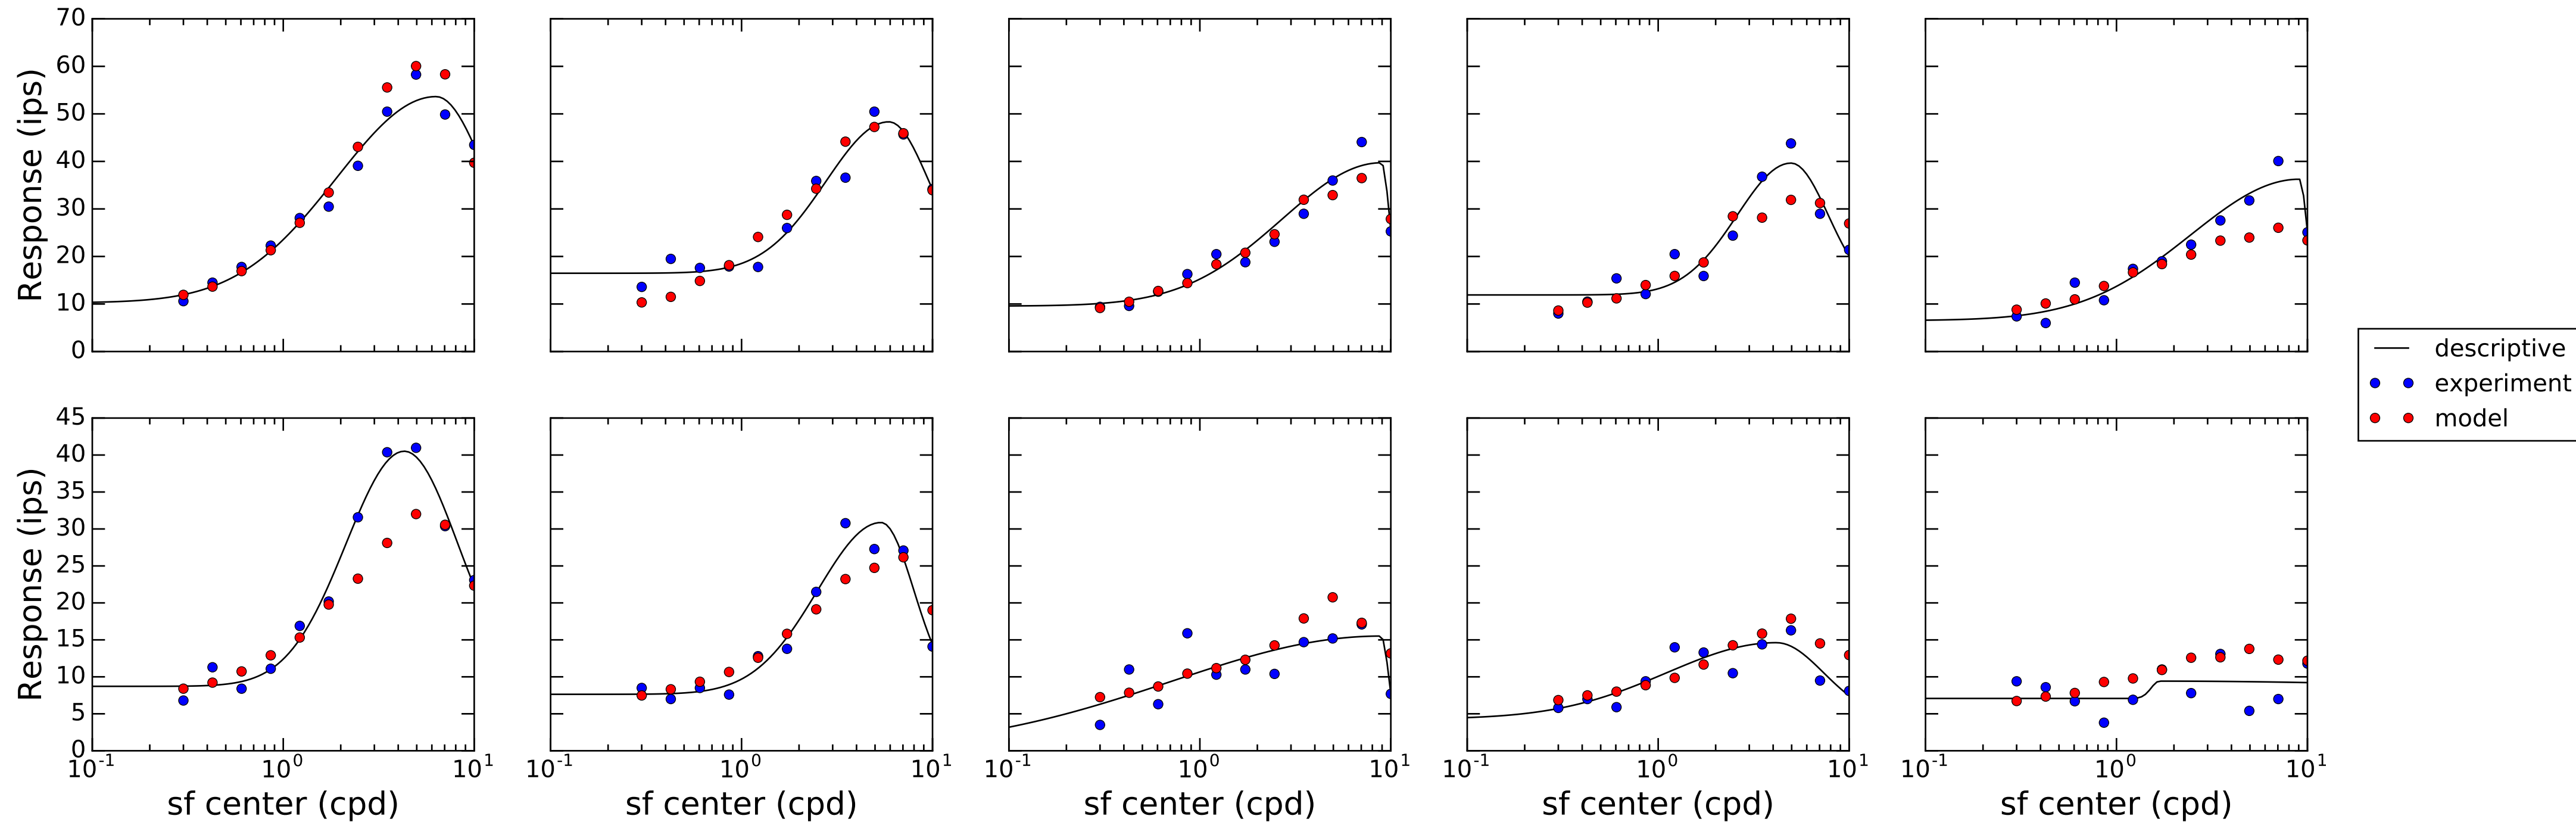 Response (ips)
70
60
50
40
30
20
10
0
descriptive
experiment
model
Response (ips)
45
40
35
30
25
20
15
10
5
0
10^-1 10^0 10^1 10^-1 10^0 10^1 10^-1 10^0 10^1 10^-1 10^0 10^1 10^-1 10^0 10^1
sf center (cpd) sf center (cpd) sf center (cpd) sf center (cpd) sf center (cpd)